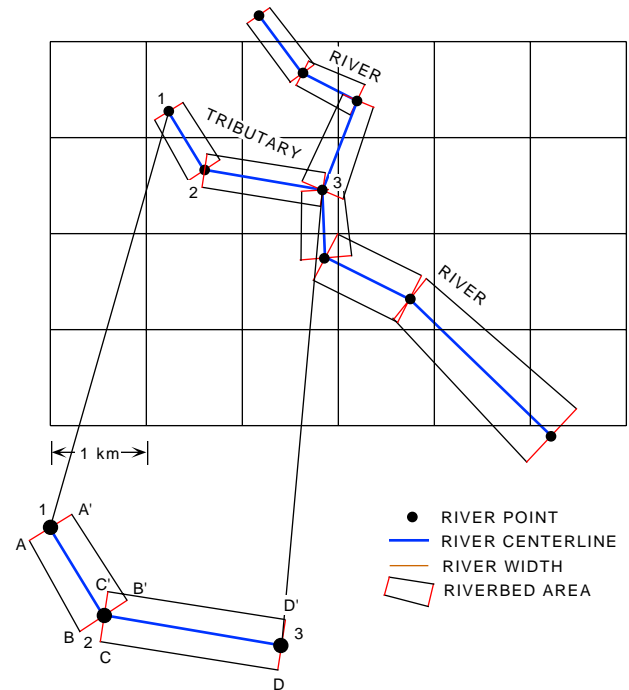 RIVER
1
TRIBUTARY
2
3
RIVER
1 km
1
A'
A
C'
B'
B
2
C
D'
3
D
RIVER POINT
RIVER CENTERLINE
RIVER WIDTH
RIVERBED AREA